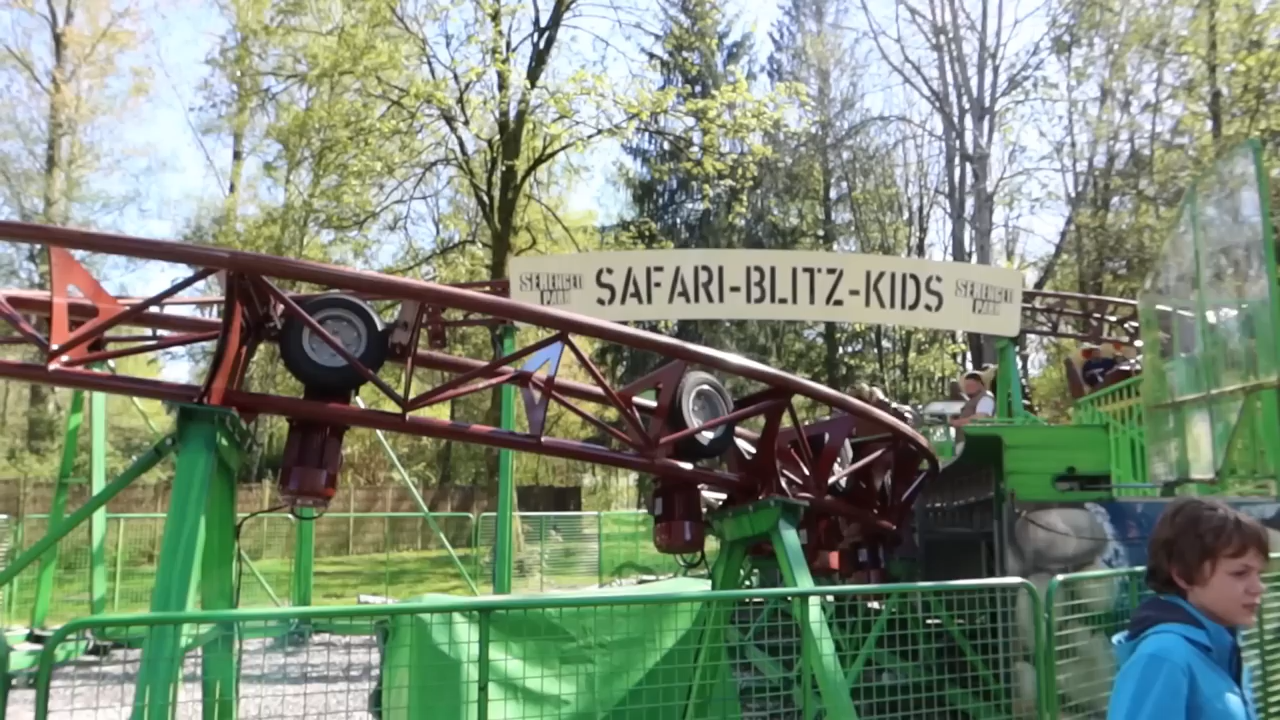 SERENGETI
PARK
SAFARI-BLITZ-KIDS
SERENGETI
PARK